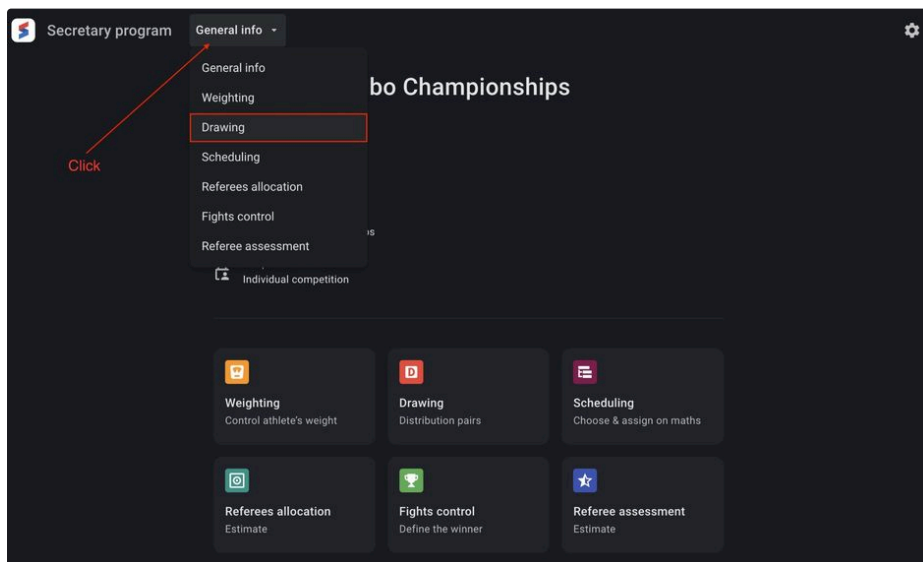 Secretary program
General info
General info
bo Championships
Weighting
Drawing
Click
Scheduling
Referees allocation
Fights control
Referee assessment
Individual competition
Weighting
Control athlete's weight
Drawing
Distribution pairs
Scheduling
Choose & assign on maths
Referees allocation
Estimate
Fights control
Define the winner
Referee assessment
Estimate